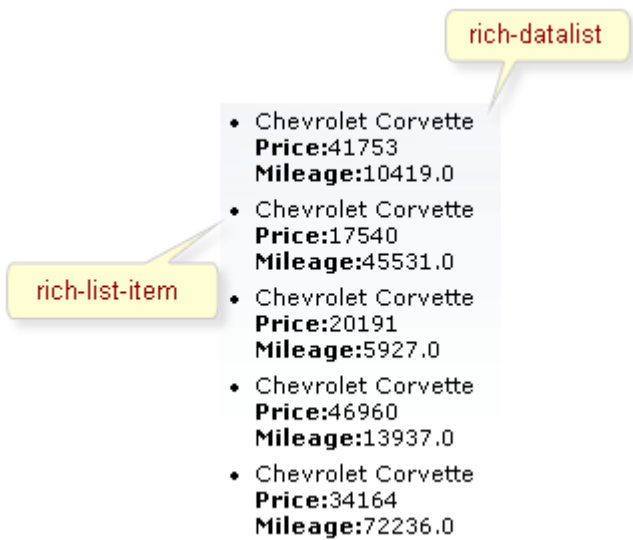 rich-datalist
• Chevrolet Corvette
Price:41753
Mileage:10419.0
• Chevrolet Corvette
Price:17540
Mileage:45531.0
rich-list-item
• Chevrolet Corvette
Price:20191
Mileage:5927.0
• Chevrolet Corvette
Price:46960
Mileage:13937.0
• Chevrolet Corvette
Price:34164
Mileage:72236.0